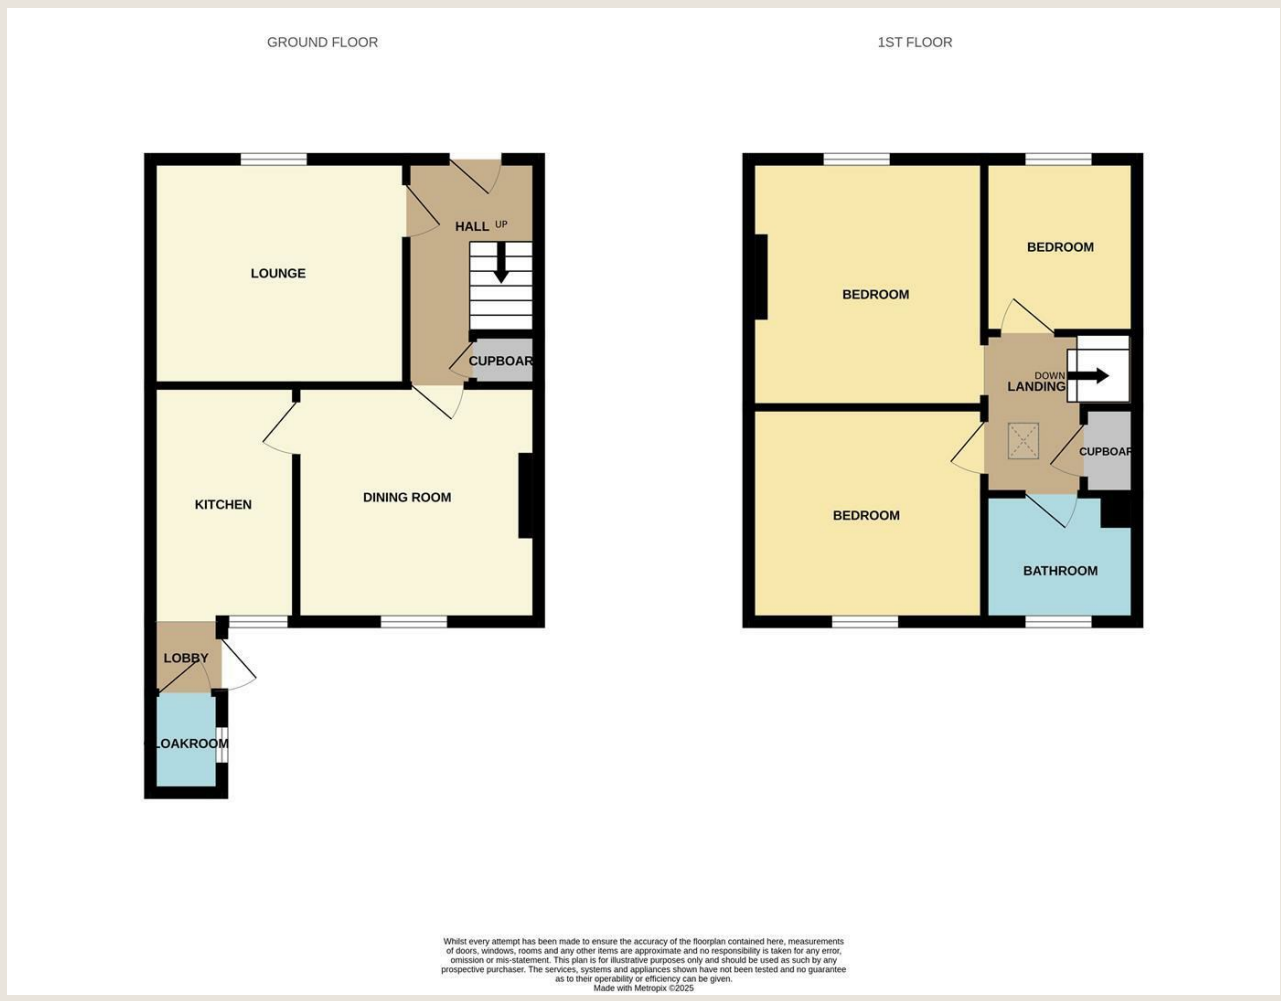 GROUND FLOOR
1ST FLOOR
HALL UP
LOUNGE
CUPBOAR
KITCHEN
DINING ROOM
LOBBY
LOAKROOM
BEDROOM
BEDROOM
DOWN
LANDING
CUPBOAR
BEDROOM
BATHROOM
Whilst every attempt has been made to ensure the accuracy of the floorplan contained here, measurements
of doors, windows, rooms and any other items are approximate and no responsibility is taken for any error,
omission or mis-statement. This plan is for illustrative purposes only and should be used as such by any
prospective purchaser. The services, systems and appliances shown have not been tested and no guarantee
as to their operability or efficiency can be given.
Made with Metropix ©2025